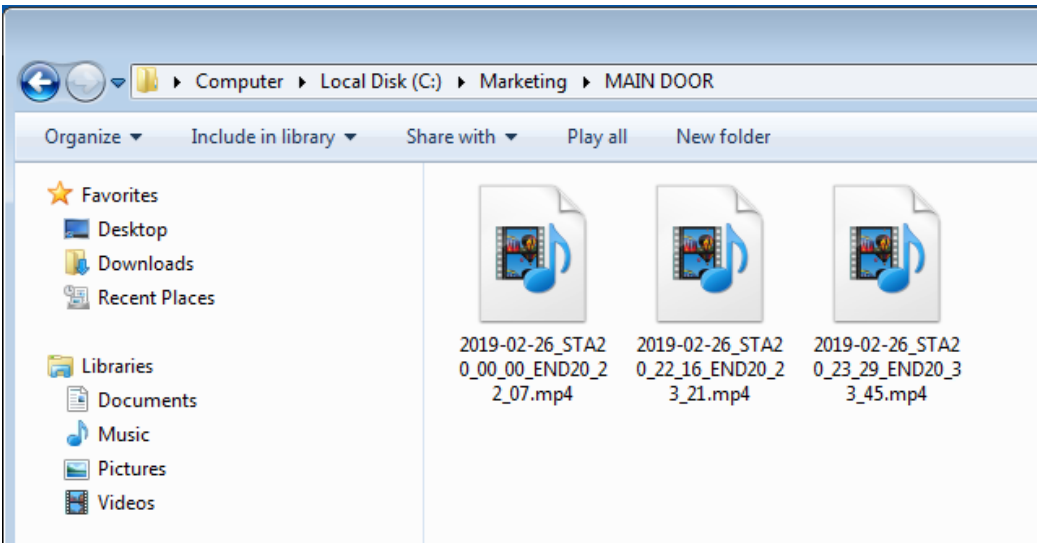 Computer Local Disk (C:) Marketing MAIN DOOR
Organize Include in library Share with Play all New folder
Favorites
Desktop
Downloads
Recent Places
Libraries
Documents
Music
Pictures
Videos
2019-02-26_STA2
0_00_00_END20_2
2_07.mp4
2019-02-26_STA2
0_22_16_END20_2
3_21.mp4
2019-02-26_STA2
0_23_29_END20_3
3_45.mp4